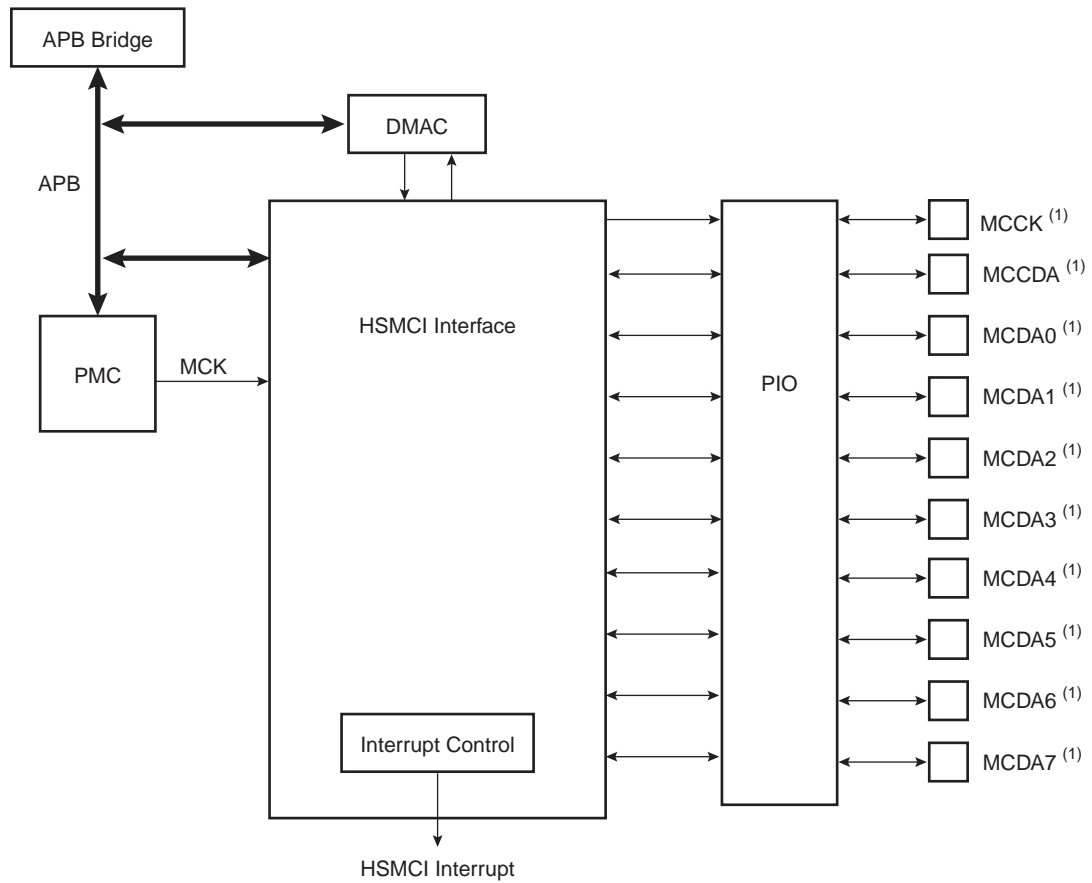 APB Bridge
DMAC
APB
MCCK (1)
MCCDA (1)
HSMCI Interface
MCDA0 (1)
PMC
MCK
PIO
MCDA1 (1)
MCDA2 (1)
MCDA3 (1)
MCDA4 (1)
MCDA5 (1)
MCDA6 (1)
Interrupt Control
MCDA7 (1)
HSMCI Interrupt